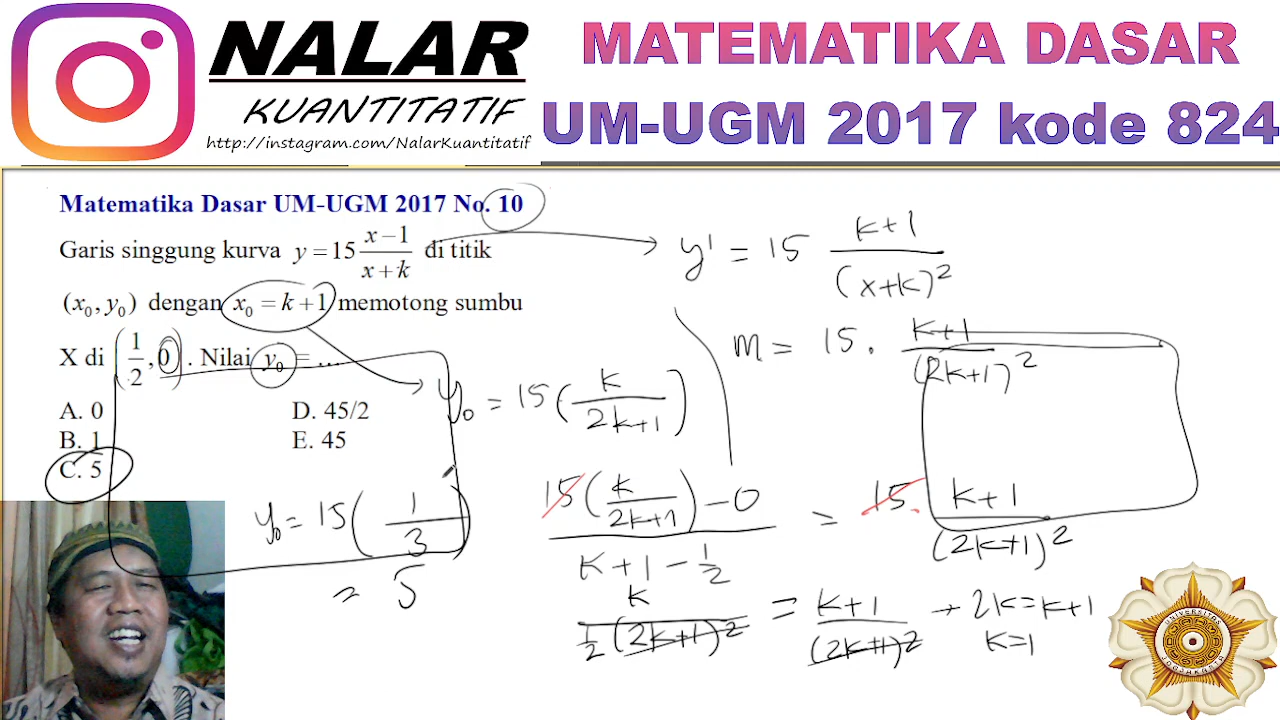 NALAR
KUANTITATIF
http://instagram.com/NalarKuantitatif
MATEMATIKA DASAR
UM-UGM 2017 kode 824
Matematika Dasar UM-UGM 2017 No. 10
Garis singgung kurva y = 15 (x − 1)/(x + k) di titik
(x₀, y₀) dengan x₀ = k + 1 memotong sumbu
X di (1/2, 0). Nilai y₀ = ...
A. 0
B. 1
C. 5
D. 45/2
E. 45
y' = 15 (k+1)/(x+k)²
m = 15 . (k+1)/(2k+1)²
y₀ = 15 (k/(2k+1))
(15 (k/(2k+1)) − 0)/(k+1 − 1/2) = 15 . (k+1)/(2k+1)²
k/(1/2 (2k+1)²) = (k+1)/(2k+1)² → 2k = k+1
k=1
y₀ = 15 (1/3)
= 5
UNIVERSITAS